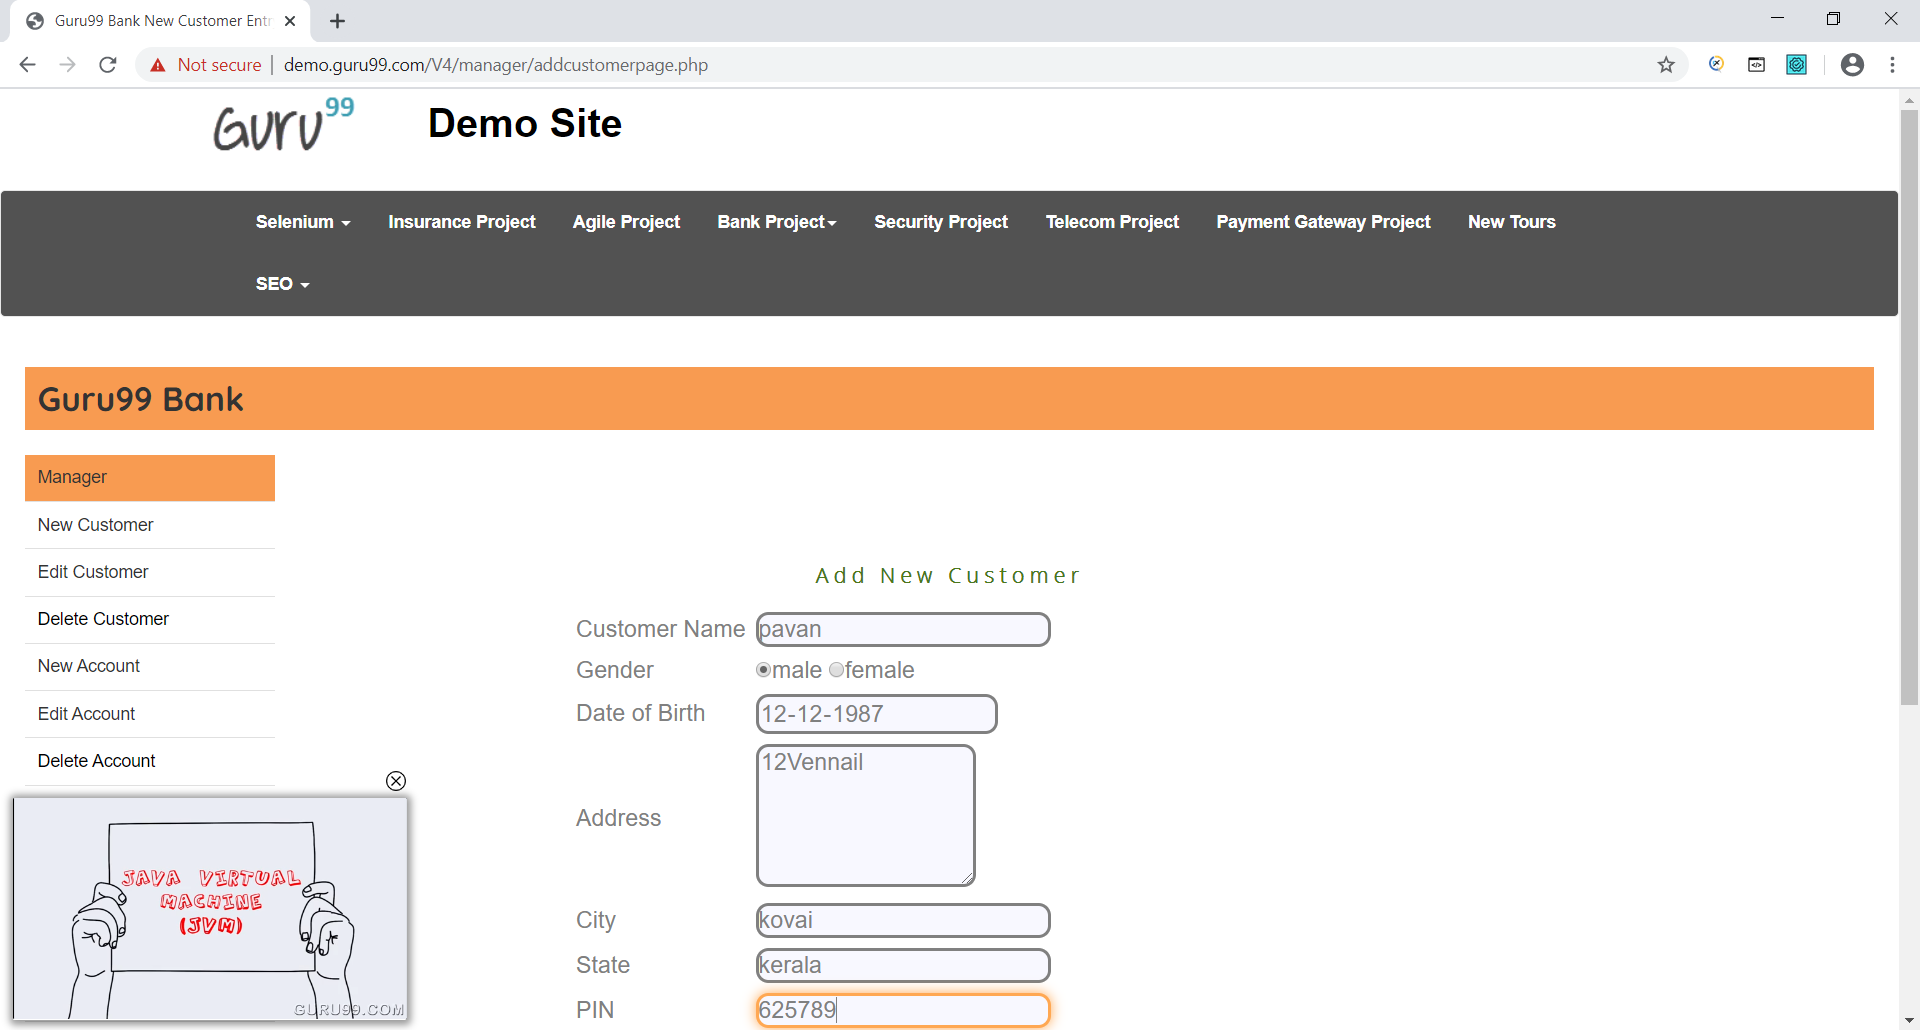 Guru99 Bank New Customer Entr
Not secure | demo.guru99.com/V4/manager/addcustomerpage.php
Guru99
Demo Site
Selenium Insurance Project Agile Project Bank Project Security Project Telecom Project Payment Gateway Project New Tours
SEO
Guru99 Bank
Manager
New Customer
Edit Customer
Delete Customer
New Account
Edit Account
Delete Account
Add New Customer
Customer Name pavan
Gender male female
Date of Birth 12-12-1987
Address 12Vennail
City kovai
State kerala
PIN 625789
JAVA VIRTUAL
MACHINE
(JVM)
GURU99.COM